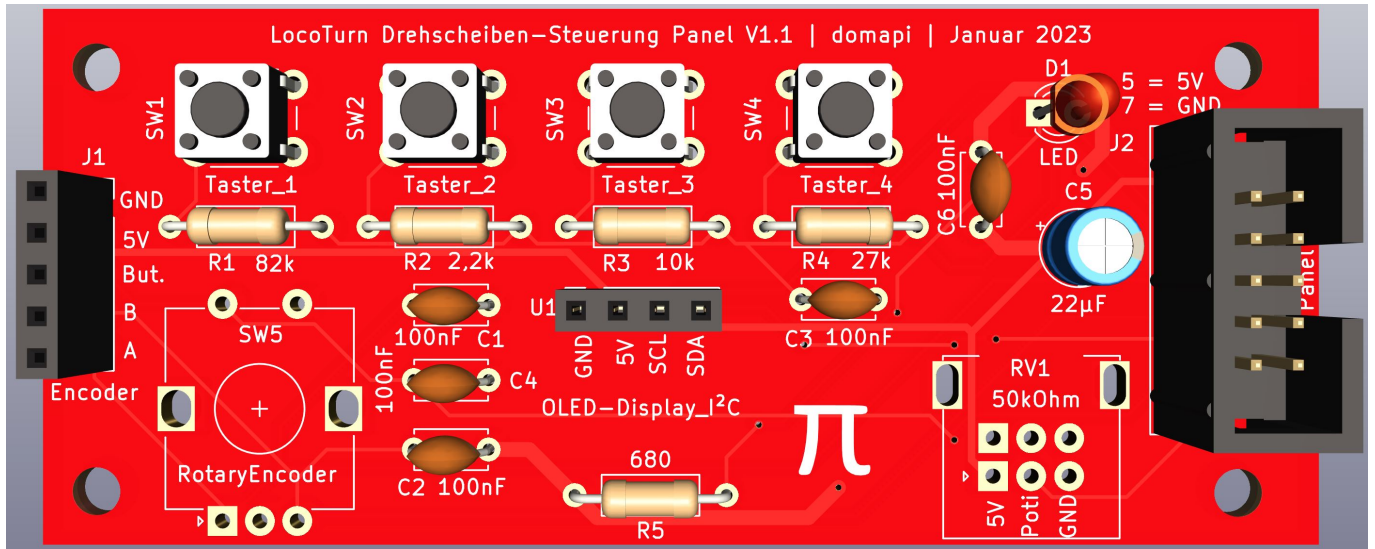 LocoTurn Drehscheiben-Steuerung Panel V1.1 | domapi | Januar 2023
SW1
SW2
SW3
SW4
D1
5 = 5V
7 = GND
LED
J2
J1
GND
5V
But.
B
A
Encoder
Taster_1
Taster_2
Taster_3
Taster_4
C6 100nF
C5
+
22µF
R1 82k
R2 2,2k
R3 10k
R4 27k
100nF C1
100nF
C4
C2 100nF
U1
GND
5V
SCL
SDA
OLED-Display_I²C
C3 100nF
SW5
RotaryEncoder
680
R5
π
RV1
50kOhm
5V
Poti
GND
Panel